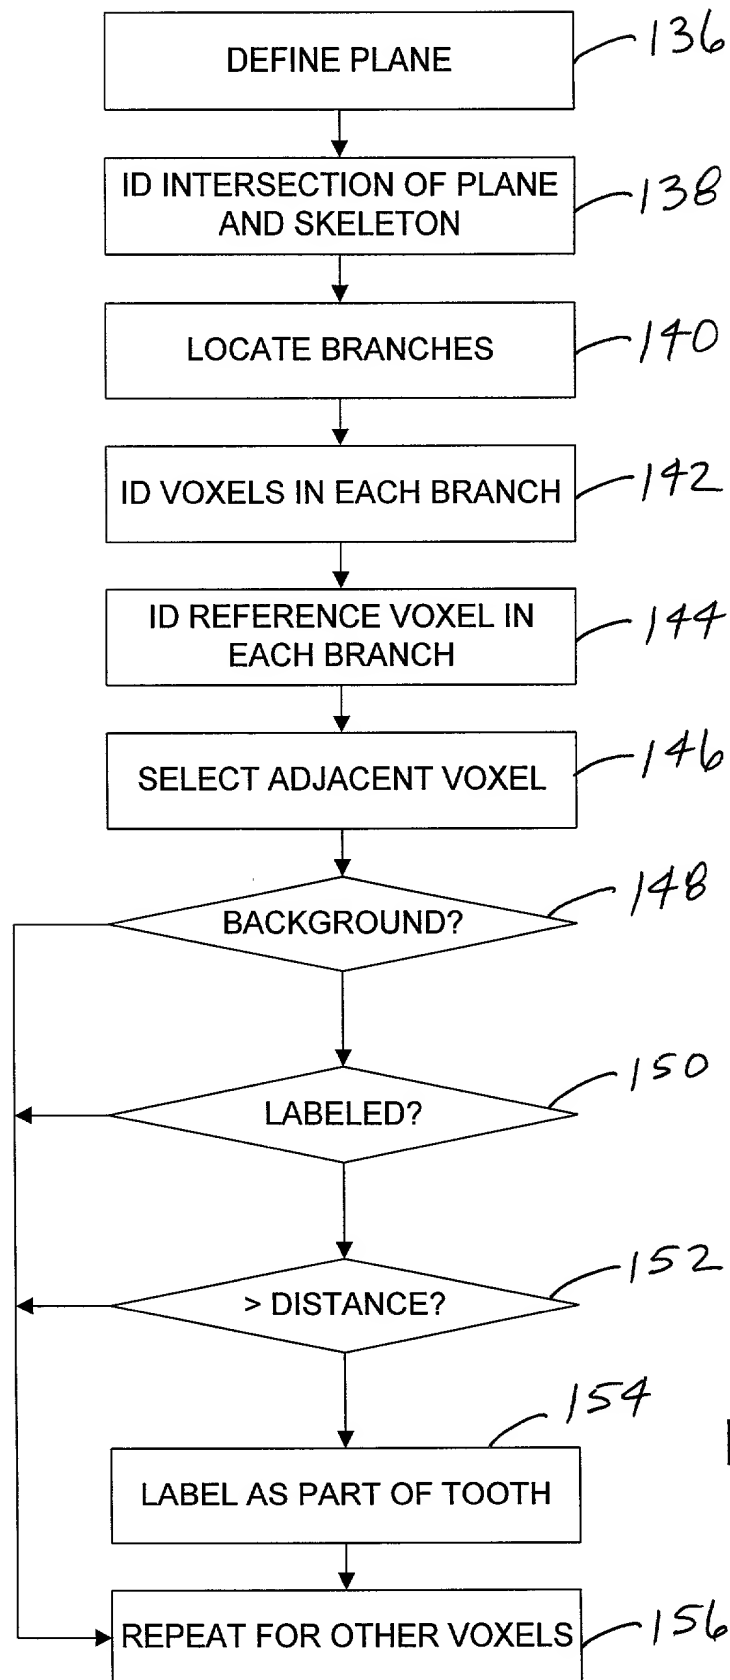 DEFINE PLANE
136
ID INTERSECTION OF PLANE
AND SKELETON
138
LOCATE BRANCHES
140
ID VOXELS IN EACH BRANCH
142
ID REFERENCE VOXEL IN
EACH BRANCH
144
SELECT ADJACENT VOXEL
146
BACKGROUND?
148
LABELED?
150
> DISTANCE?
152
154
LABEL AS PART OF TOOTH
REPEAT FOR OTHER VOXELS
156